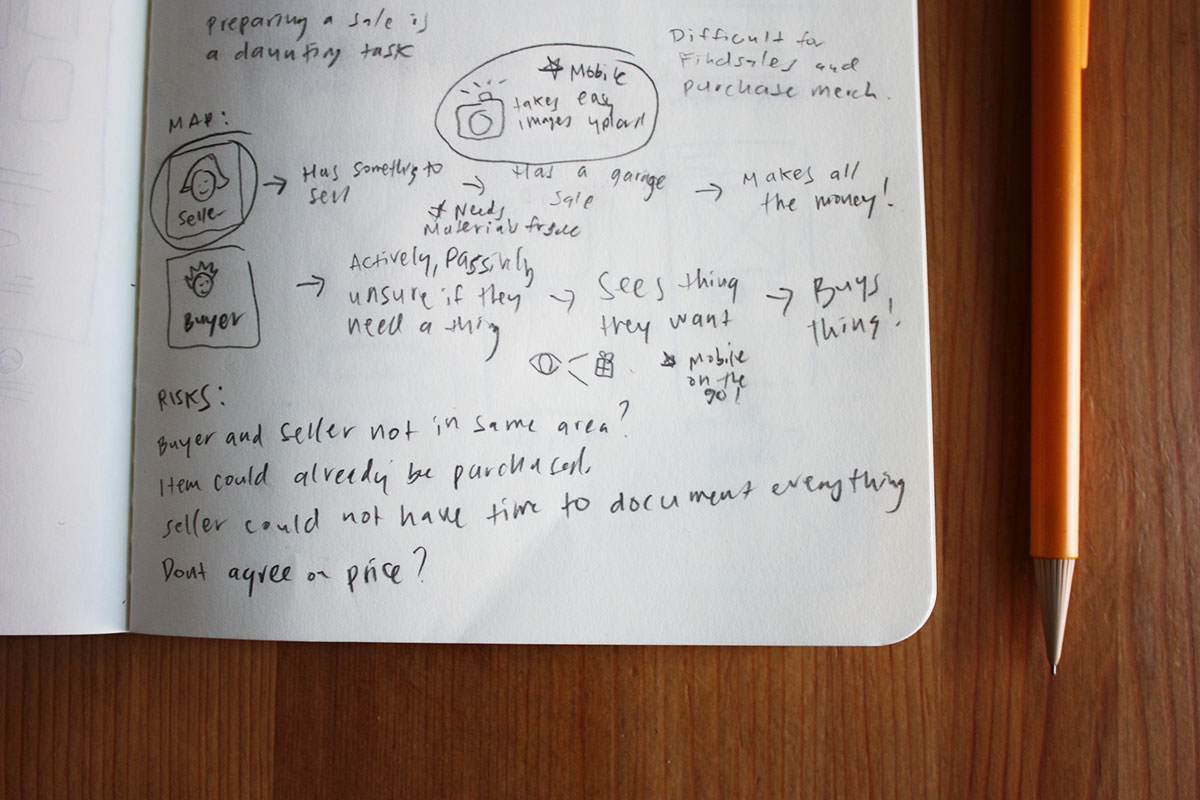 preparing a sale is
a daunting task
Difficult for
Find sales and
purchase merch.
Mobile
takes easy
images upload
MAP:
Seller
Has something to
sell
Needs
Material
Has a garage
sale
Makes all
the money!
Buyer
Actively, Passively
unsure if they
need a thing
Sees thing
they want
Mobile
on the
go!
Buys
thing!
RISKS:
Buyer and Seller not in same area?
Item could already be purchased.
Seller could not have time to document everything
Dont agree on price?